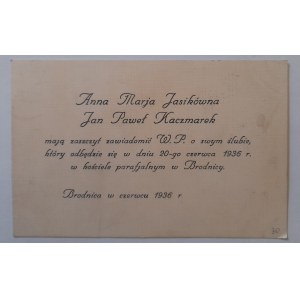 Anna Marja Jasikówna
Jan Paweł Kaczmarek
mają zaszczyt zawiadomić W. P. o swym ślubie,
który odbędzie się w dniu 20-go czerwca 1936 r.
w kościele parafjalnym w Brodnicy.
Brodnica w czerwcu 1936 r